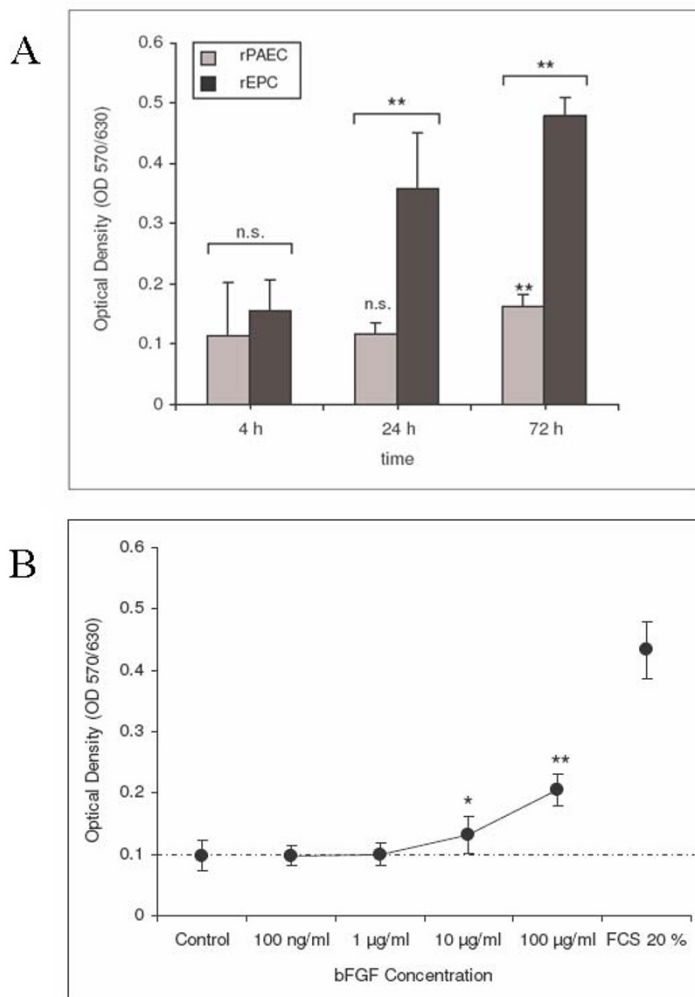 A
Optical Density (OD 570/630)
0.6
0.5
0.4
0.3
0.2
0.1
0
rPAEC
rEPC
n.s.
**
**
n.s.
**
4 h 24 h 72 h
time
B
Optical Density (OD 570/630)
0.6
0.5
0.4
0.3
0.2
0.1
0
*
**
Control 100 ng/ml 1 µg/ml 10 µg/ml 100 µg/ml FCS 20 %
bFGF Concentration